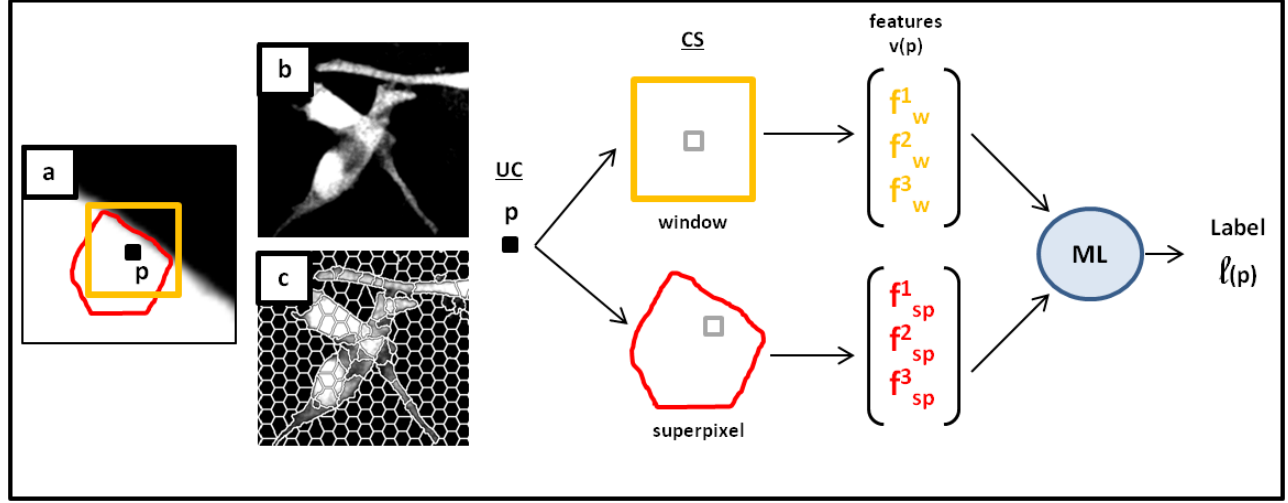 a
p
b
c
UC
p
CS
window
superpixel
features
v(p)
f¹w
f²w
f³w
f¹sp
f²sp
f³sp
ML
Label
ℓ(p)